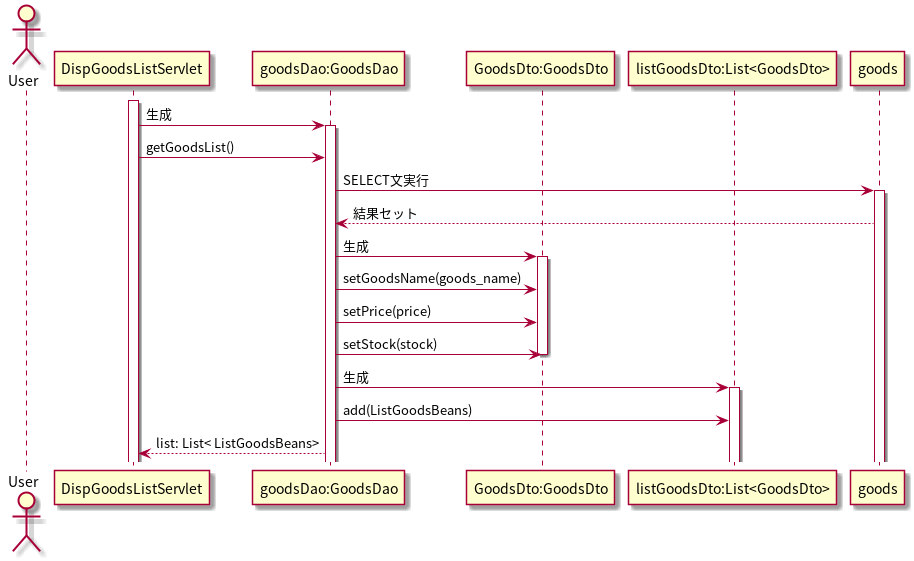 User
DispGoodsListServlet
goodsDao:GoodsDao
GoodsDto:GoodsDto
listGoodsDto:List<GoodsDto>
goods
生成
getGoodsList()
SELECT文実行
結果セット
生成
setGoodsName(goods_name)
setPrice(price)
setStock(stock)
生成
add(ListGoodsBeans)
list: List< ListGoodsBeans>
User
DispGoodsListServlet
goodsDao:GoodsDao
GoodsDto:GoodsDto
listGoodsDto:List<GoodsDto>
goods